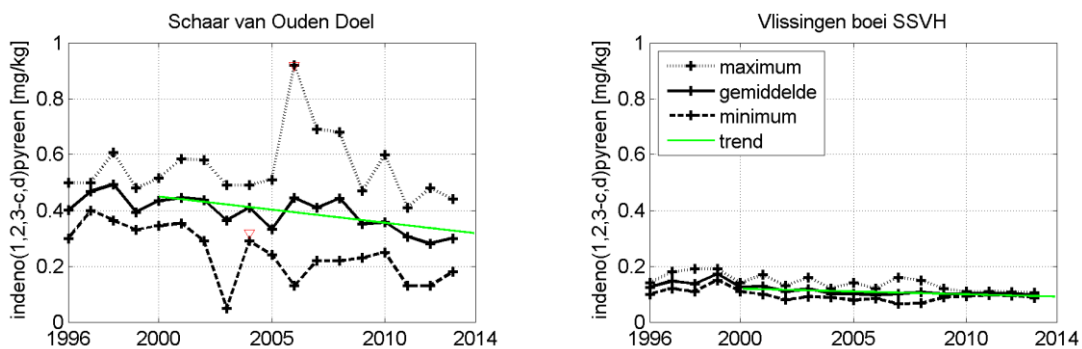 Schaar van Ouden Doel
indeno(1,2,3-c,d)pyreen [mg/kg]
1
0.8
0.6
0.4
0.2
0
1996 2000 2005 2010 2014
Vlissingen boei SSVH
indeno(1,2,3-c,d)pyreen [mg/kg]
1
0.8
0.6
0.4
0.2
0
maximum
gemiddelde
minimum
trend
1996 2000 2005 2010 2014